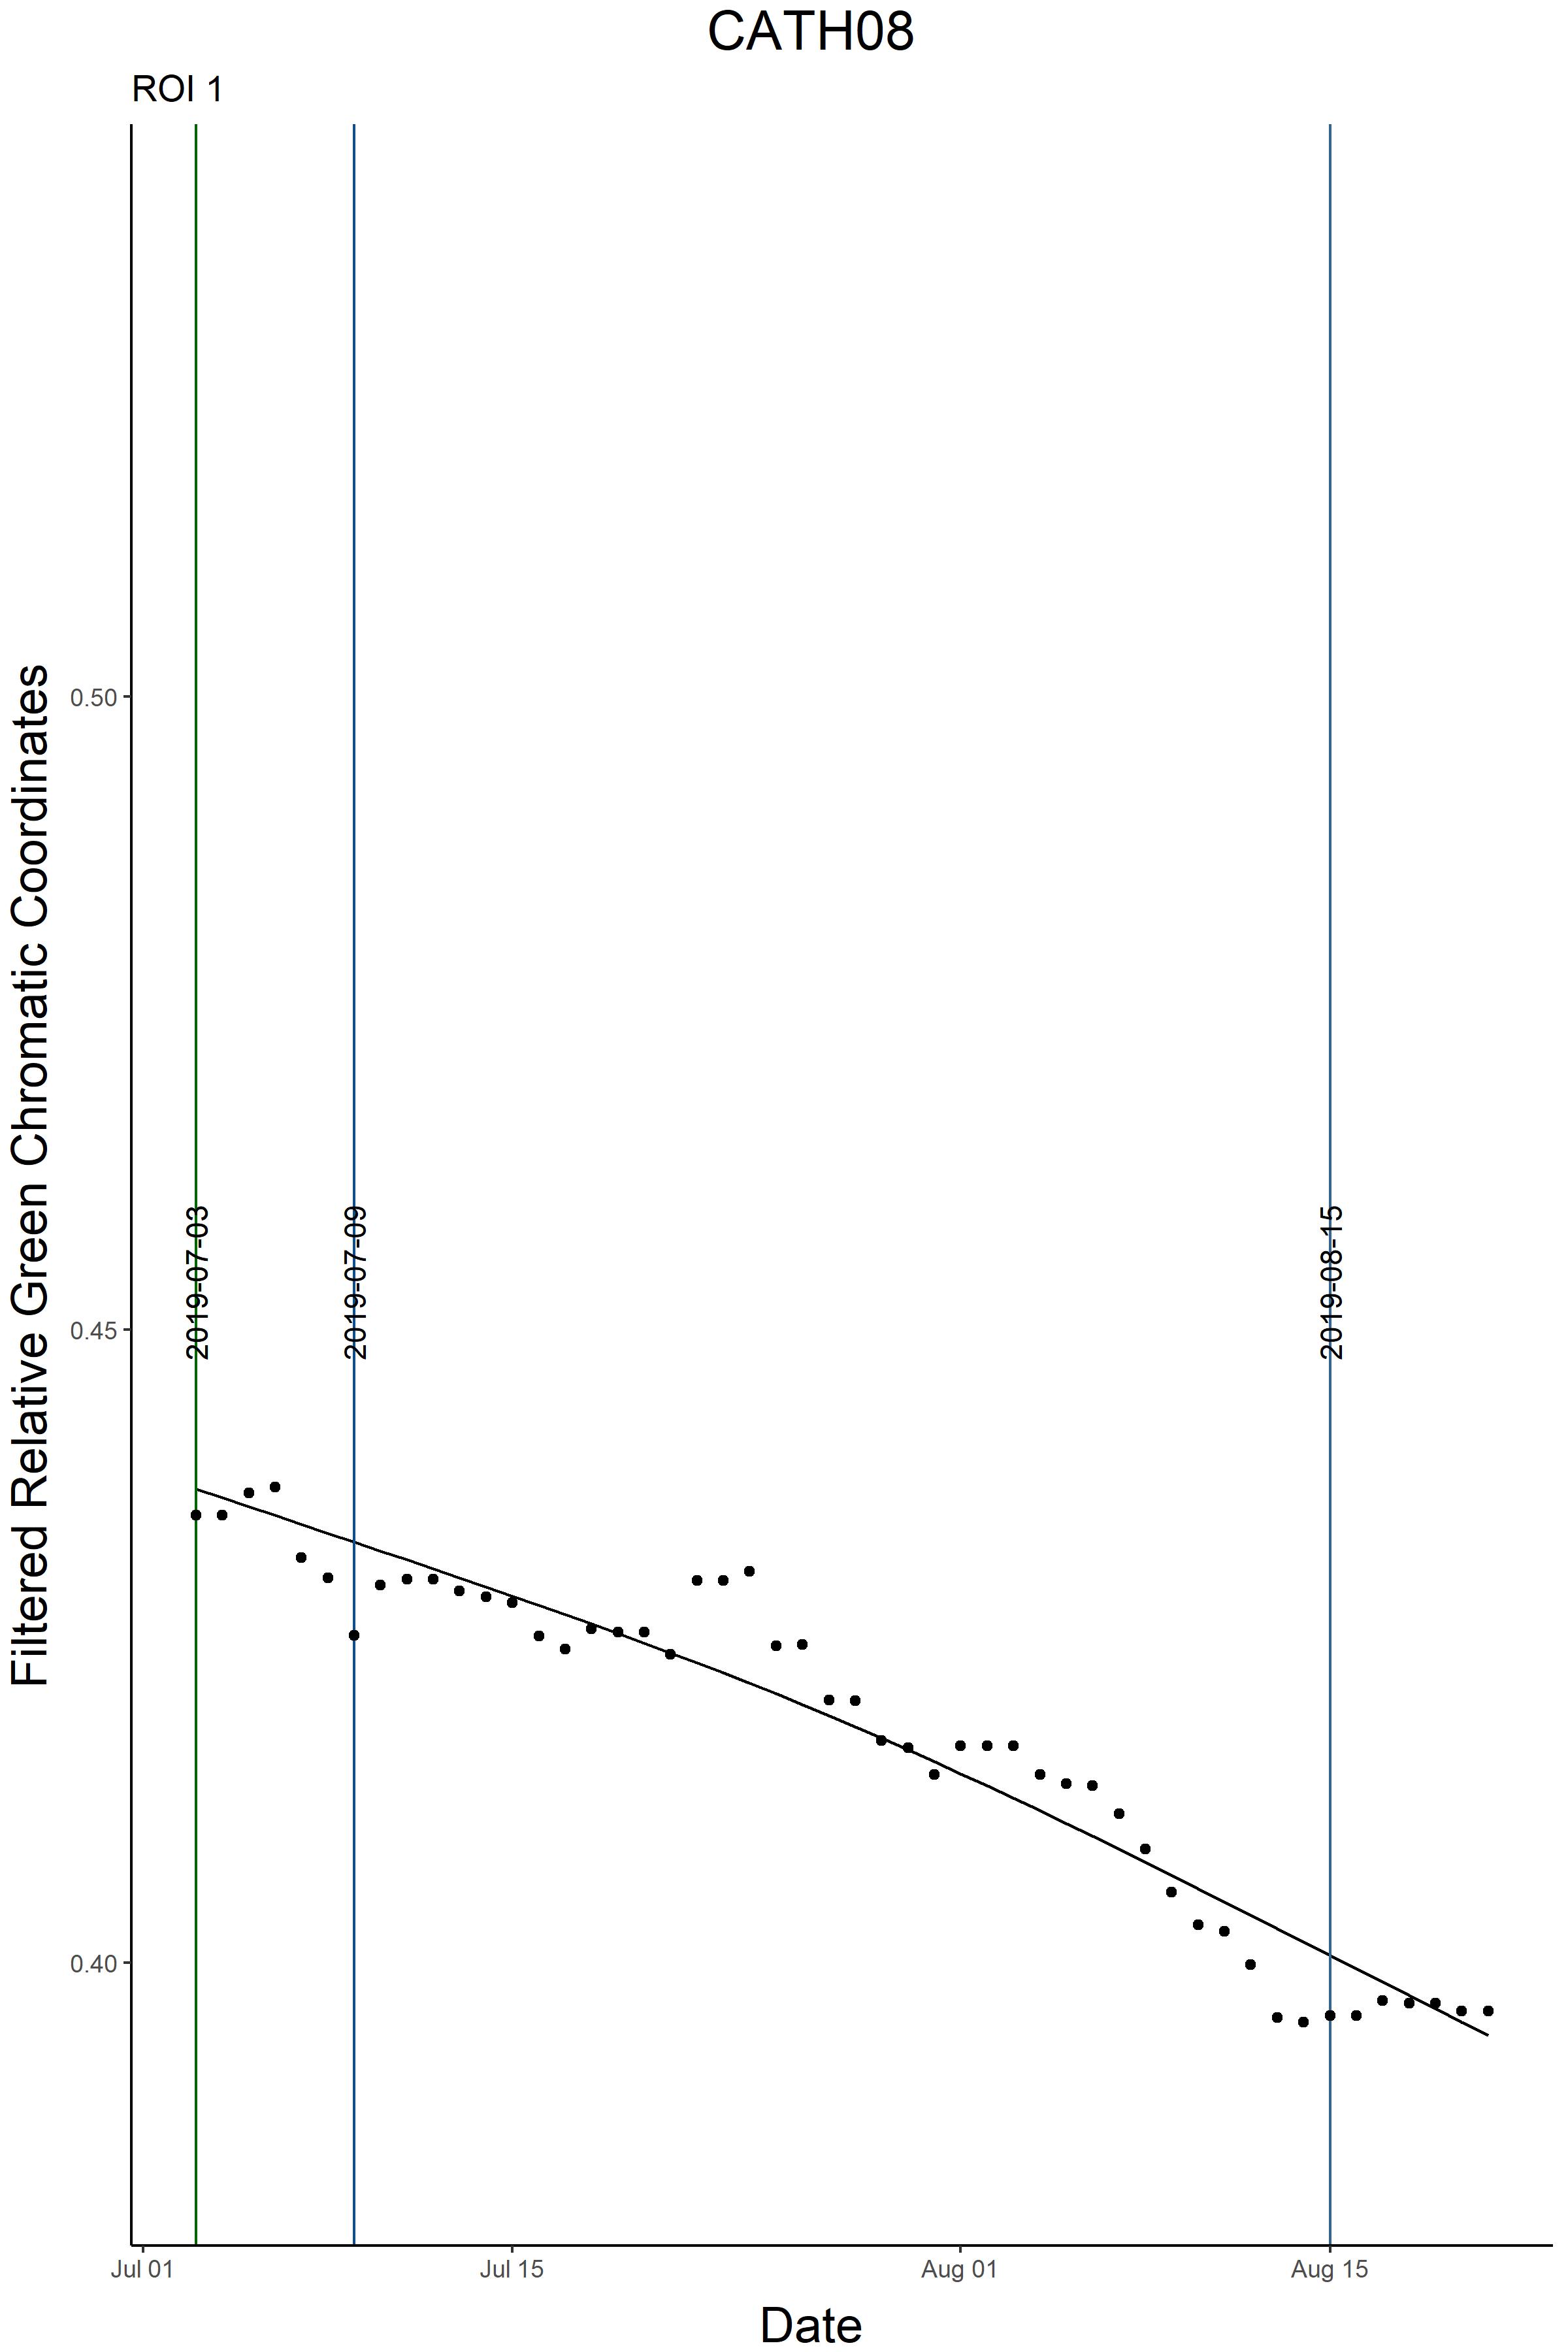 CATH08
ROI 1
Filtered Relative Green Chromatic Coordinates
0.50
0.45
0.40
2019-07-03
2019-07-09
2019-08-15
Jul 01
Jul 15
Aug 01
Aug 15
Date